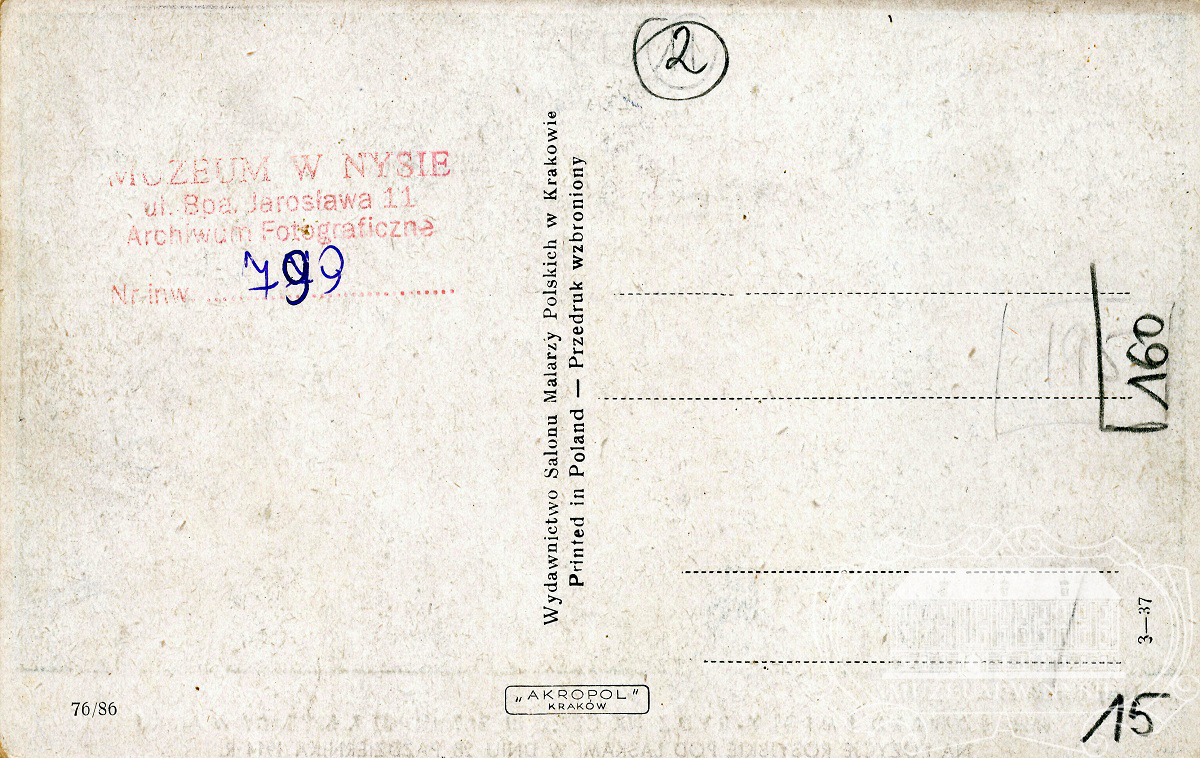 2
MUZEUM W NYSIE
ul. Bpa. Jarosława 11
Archiwum Fotograficzne
Nr inw. 799
Wydawnictwo Salonu Malarzy Polskich w Krakowie
Printed in Poland — Przedruk wzbroniony
160
3—37
76/86
„AKROPOL"
KRAKÓW
15